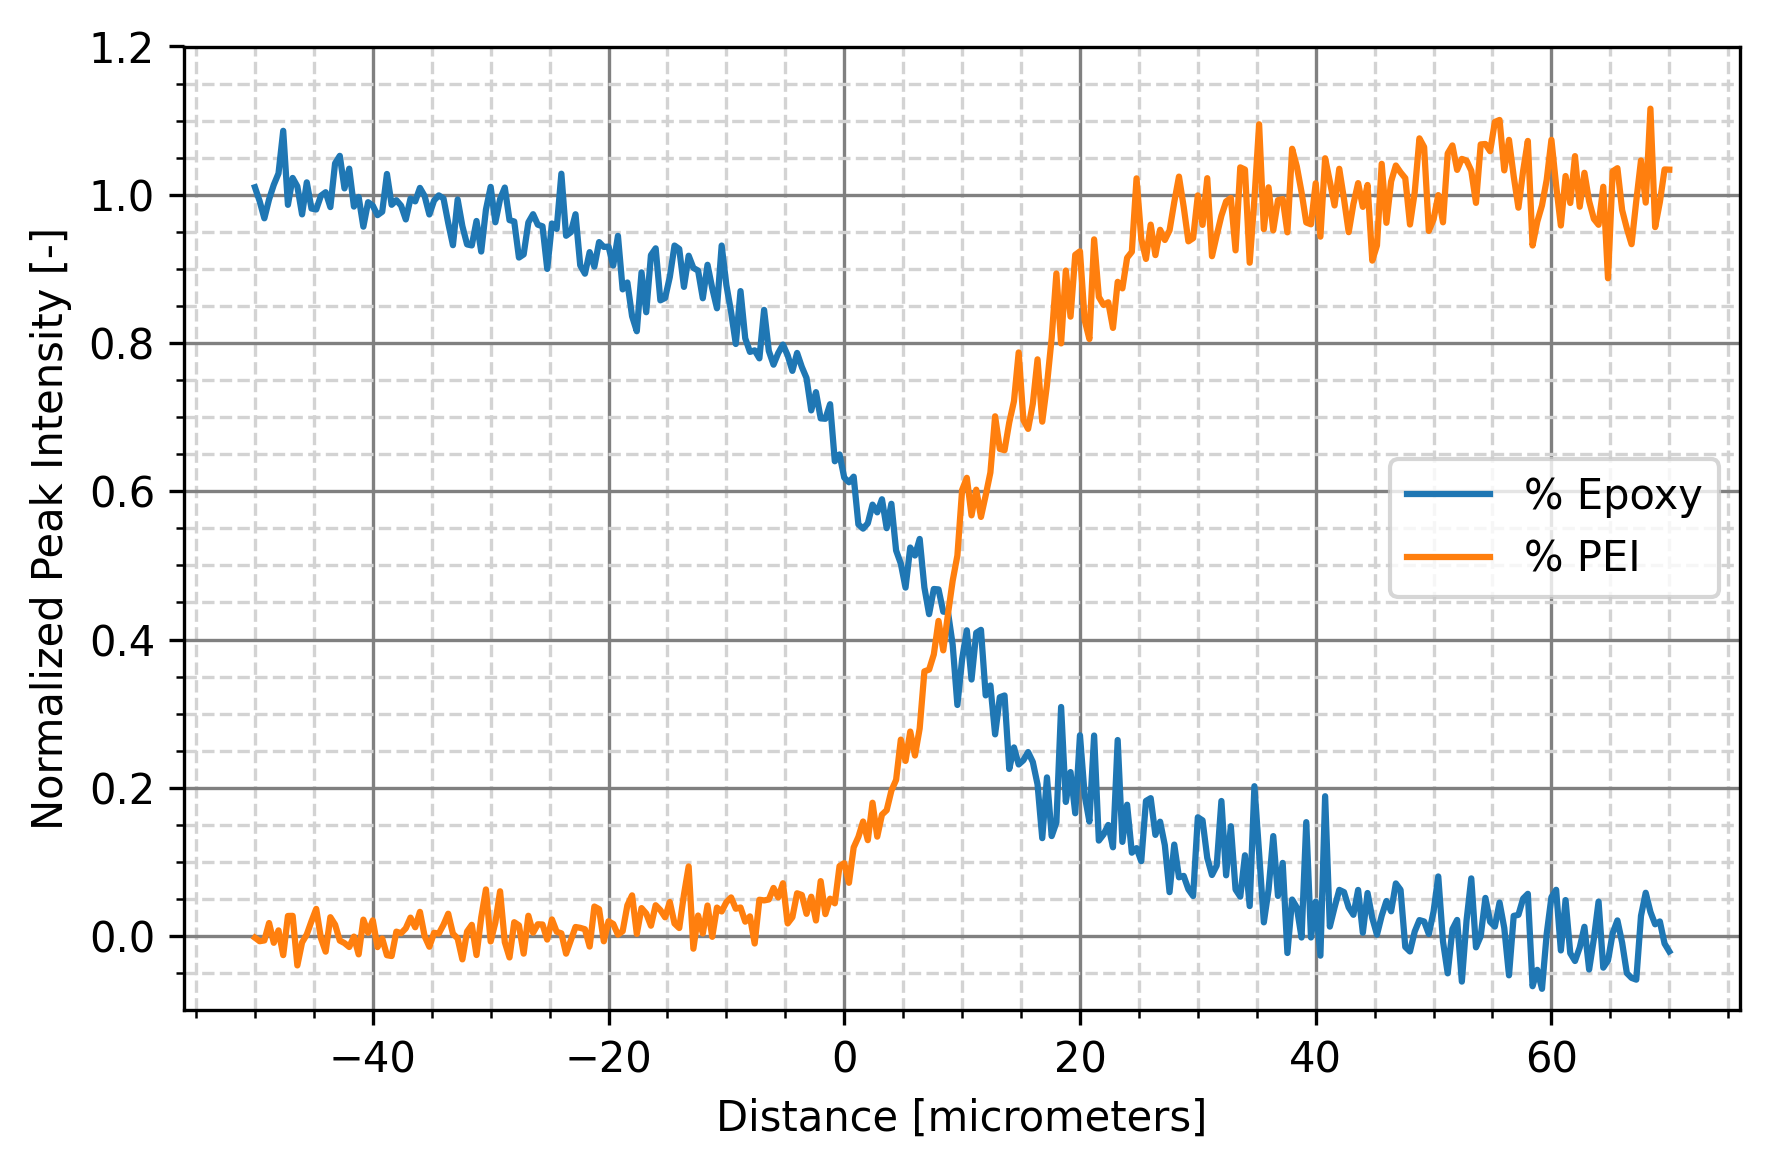 1.2
1.0
0.8
0.6
0.4
0.2
0.0
Normalized Peak Intensity [-]
% Epoxy
% PEI
−40 −20 0 20 40 60
Distance [micrometers]